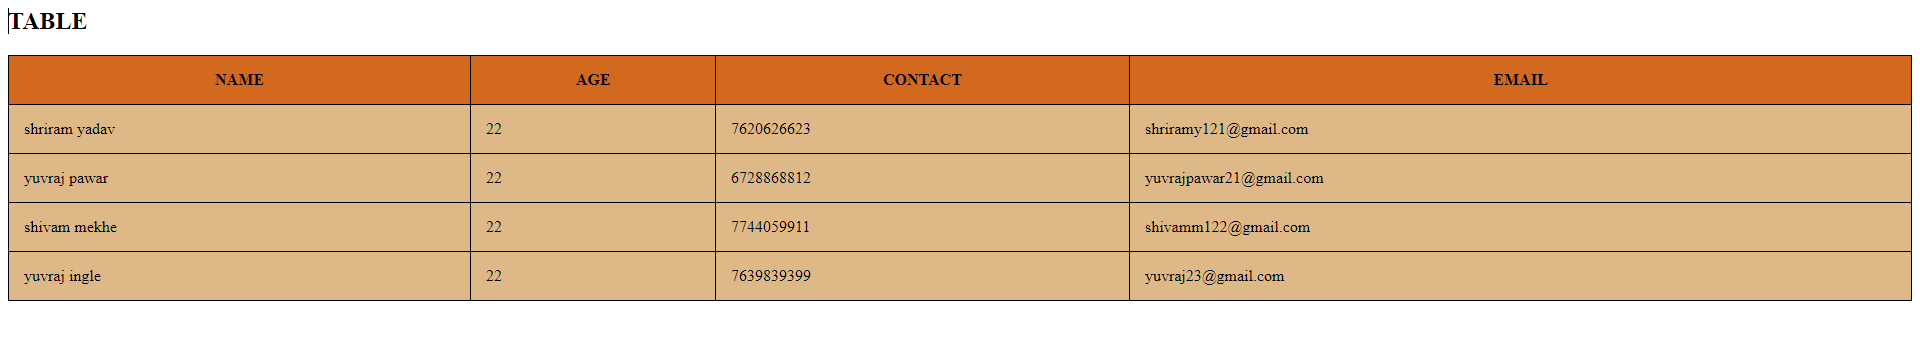 TABLE
NAME AGE CONTACT EMAIL
shriram yadav 22 7620626623 shriramy121@gmail.com
yuvraj pawar 22 6728868812 yuvrajpawar21@gmail.com
shivam mekhe 22 7744059911 shivamm122@gmail.com
yuvraj ingle 22 7639839399 yuvraj23@gmail.com